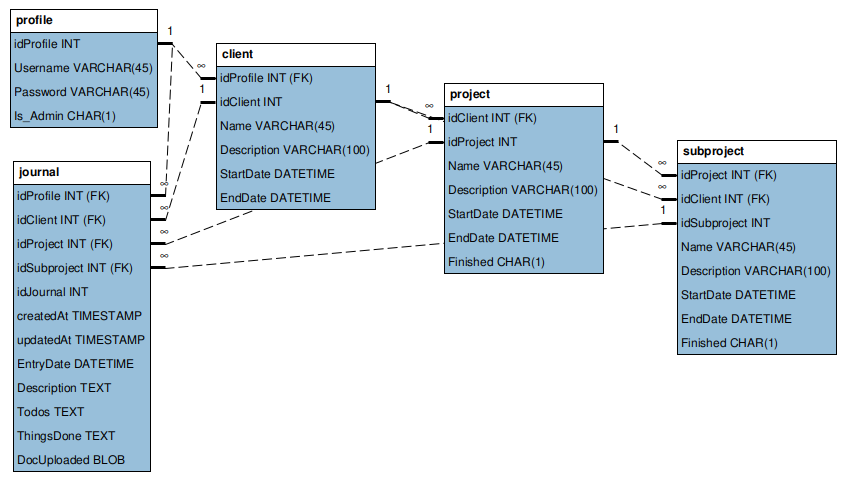 profile
idProfile INT
Username VARCHAR(45)
Password VARCHAR(45)
Is_Admin CHAR(1)
1
∞
1
client
idProfile INT (FK)
idClient INT
Name VARCHAR(45)
Description VARCHAR(100)
StartDate DATETIME
EndDate DATETIME
1
∞
1
project
idClient INT (FK)
idProject INT
Name VARCHAR(45)
Description VARCHAR(100)
StartDate DATETIME
EndDate DATETIME
Finished CHAR(1)
1
∞
∞
1
subproject
idProject INT (FK)
idClient INT (FK)
idSubproject INT
Name VARCHAR(45)
Description VARCHAR(100)
StartDate DATETIME
EndDate DATETIME
Finished CHAR(1)
journal
idProfile INT (FK)
idClient INT (FK)
idProject INT (FK)
idSubproject INT (FK)
idJournal INT
createdAt TIMESTAMP
updatedAt TIMESTAMP
EntryDate DATETIME
Description TEXT
Todos TEXT
ThingsDone TEXT
DocUploaded BLOB
∞
∞
∞
∞